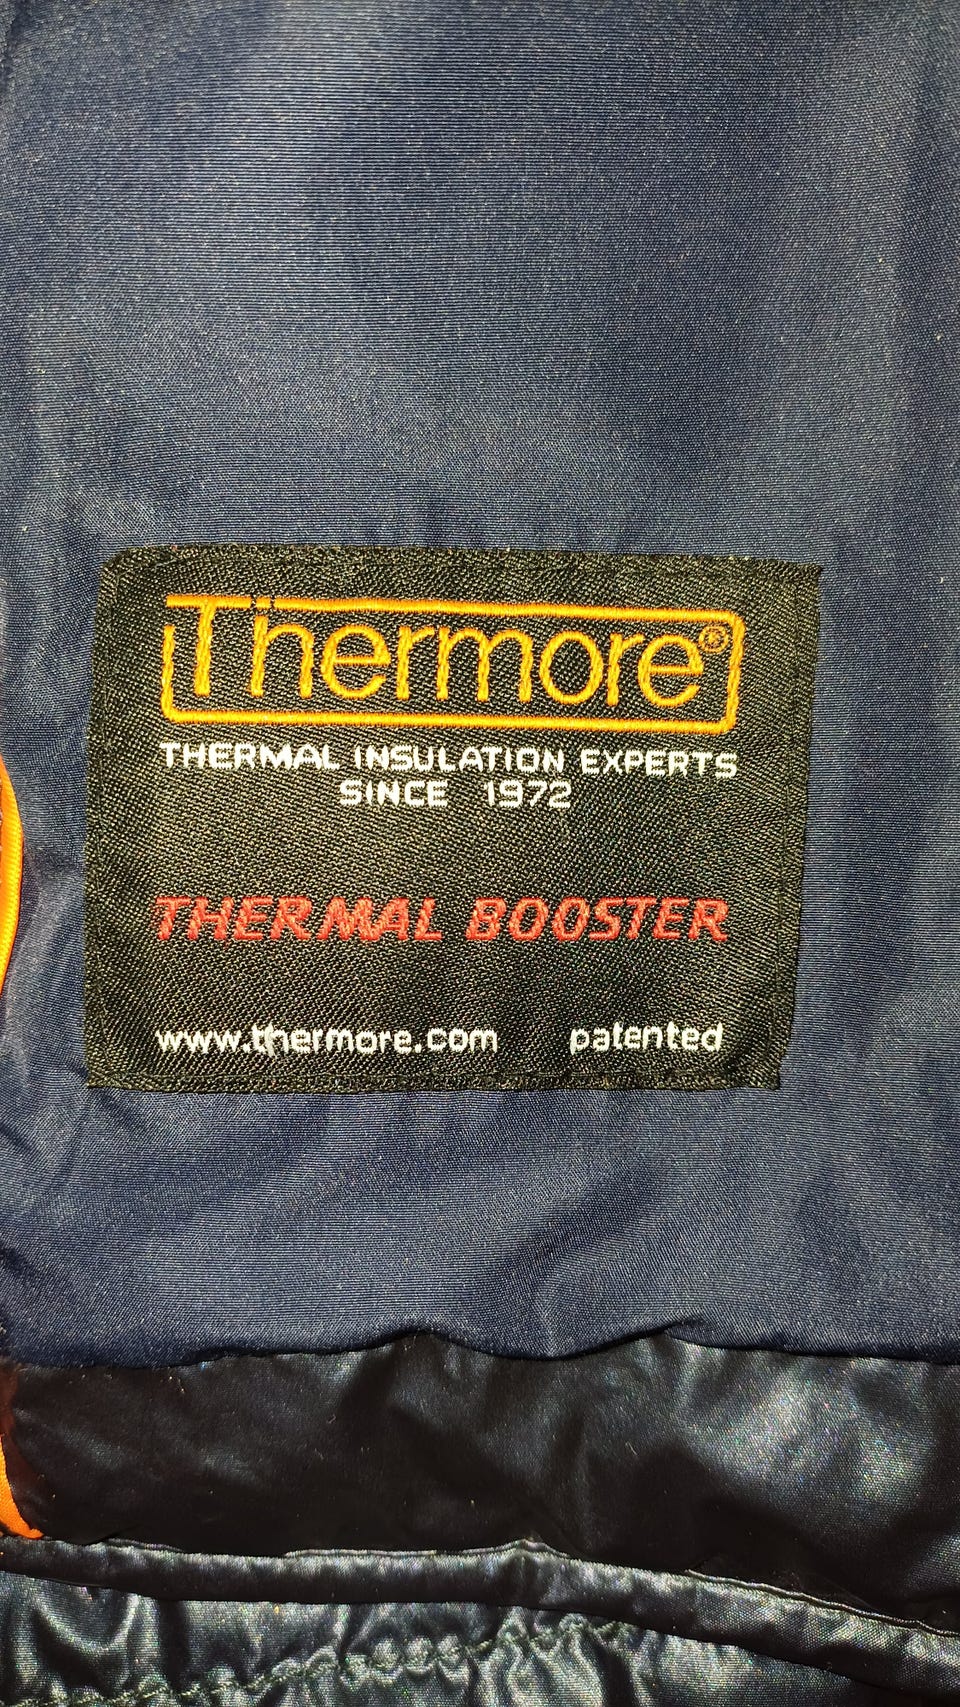 Thermore®
THERMAL INSULATION EXPERTS
SINCE 1972
THERMAL BOOSTER
www.thermore.com patented